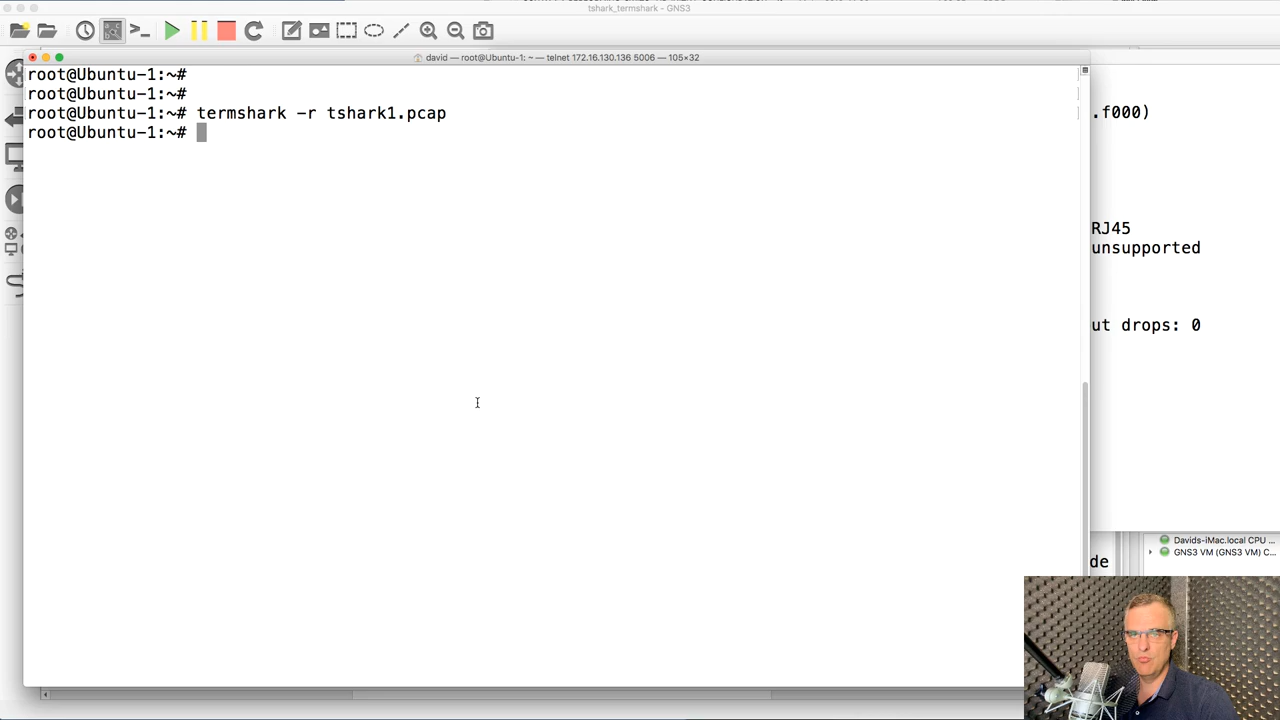 tshark_termshark - GNS3
david — root@Ubuntu-1: ~ — telnet 172.16.130.136 5006 — 105×32
root@Ubuntu-1:~#
root@Ubuntu-1:~#
root@Ubuntu-1:~# termshark -r tshark1.pcap
root@Ubuntu-1:~#
.f000)
RJ45
unsupported
ut drops: 0
Davids-iMac.local CPU ...
GNS3 VM (GNS3 VM) C...
de